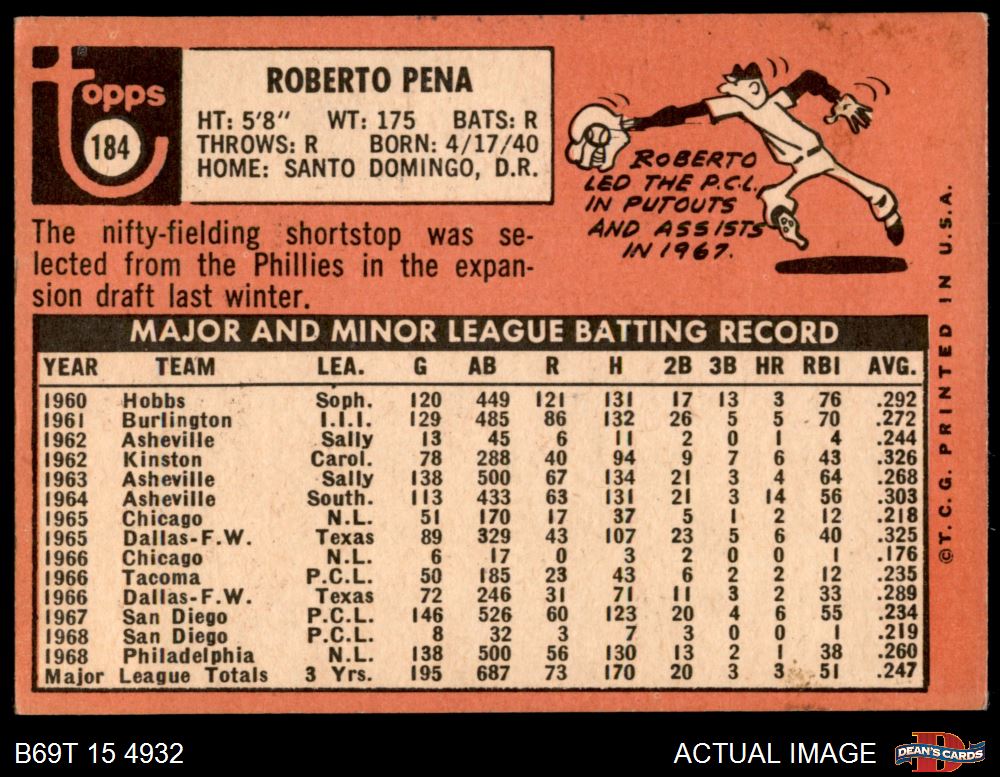 topps
184
ROBERTO PENA
HT: 5'8" WT: 175 BATS: R
THROWS: R BORN: 4/17/40
HOME: SANTO DOMINGO, D.R.
ROBERTO
LED THE P.C.L.
IN PUTOUTS
AND ASSISTS
IN 1967.
The nifty-fielding shortstop was se-
lected from the Phillies in the expan-
sion draft last winter.
MAJOR AND MINOR LEAGUE BATTING RECORD
YEAR TEAM LEA. G AB R H 2B 3B HR RBI AVG.
1960 Hobbs Soph. 120 449 121 131 17 13 3 76 .292
1961 Burlington I.I.I. 129 485 86 132 26 5 5 70 .272
1962 Asheville Sally 13 45 6 11 2 0 1 4 .244
1962 Kinston Carol. 78 288 40 94 9 7 6 43 .326
1963 Asheville Sally 138 500 67 134 21 3 4 64 .268
1964 Asheville South. 113 433 63 131 21 3 14 56 .303
1965 Chicago N.L. 51 170 17 37 5 1 2 12 .218
1965 Dallas-F.W. Texas 89 329 43 107 23 5 6 40 .325
1966 Chicago N.L. 6 17 0 3 2 0 0 1 .176
1966 Tacoma P.C.L. 50 185 23 43 6 2 2 12 .235
1966 Dallas-F.W. Texas 72 246 31 71 11 3 2 33 .289
1967 San Diego P.C.L. 146 526 60 123 20 4 6 55 .234
1968 San Diego P.C.L. 8 32 3 7 3 0 0 1 .219
1968 Philadelphia N.L. 138 500 56 130 13 2 1 38 .260
Major League Totals 3 Yrs. 195 687 73 170 20 3 3 51 .247
©T.C.G. PRINTED IN U.S.A.
B69T 15 4932
ACTUAL IMAGE
DEAN'S CARDS